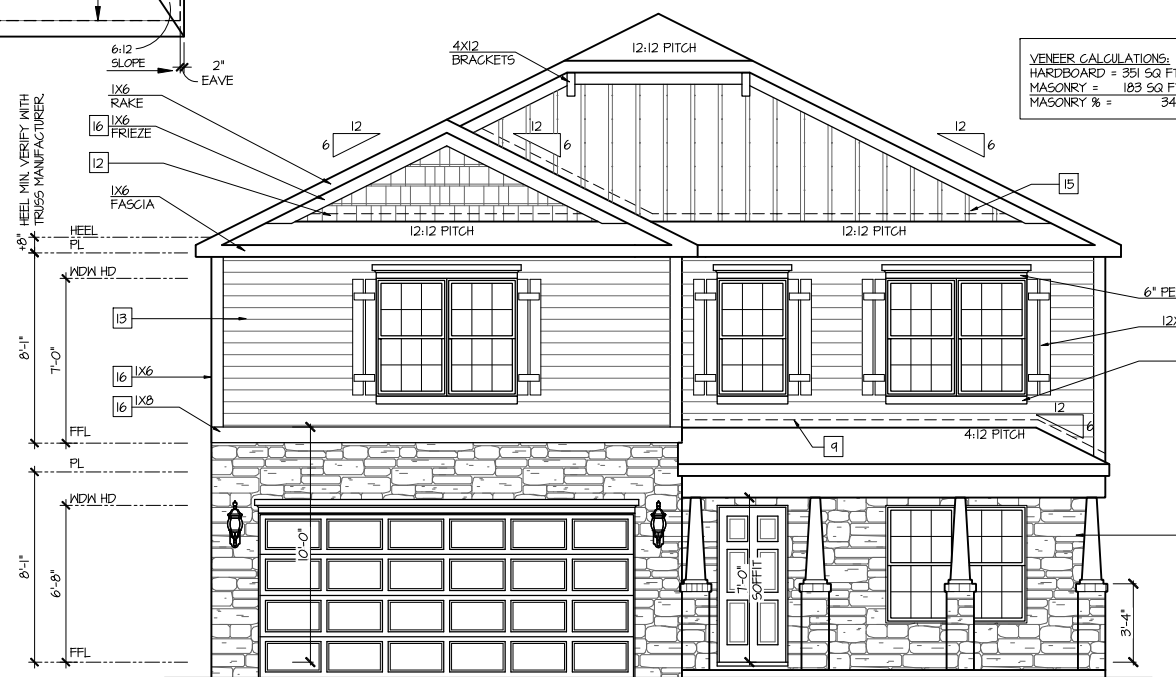 6:12
SLOPE
2"
EAVE
4X12
BRACKETS
12:12 PITCH
VENEER CALCULATIONS:
HARDBOARD = 351 SQ FT
MASONRY = 183 SQ FT
MASONRY % = 34
1X6
RAKE
16 1X6
FRIEZE
12
6
12
6
12
6
12
15
1X6
FASCIA
+8" HEEL MIN. VERIFY WITH
TRUSS MANUFACTURER.
HEEL
PL
12:12 PITCH
12:12 PITCH
WDW HD
6" PE
13
12X
8'-1"
7'-0"
16 1X6
16 1X8
12
6
FFL
9
4:12 PITCH
PL
WDW HD
10'-0"
7'-0"
SOFFIT
8'-1"
6'-8"
3'-4"
FFL